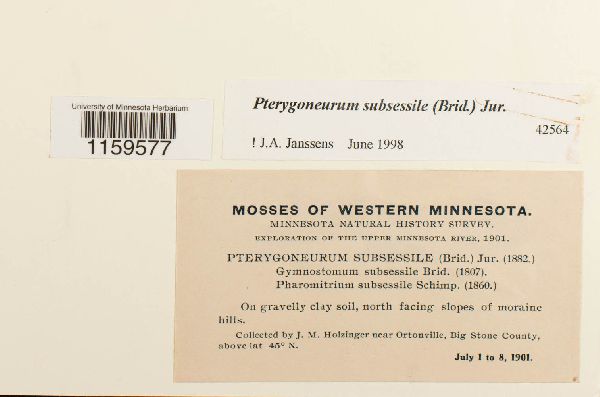 University of Minnesota Herbarium
1159577
Pterygoneurum subsessile (Brid.) Jur.
42564
! J.A. Janssens June 1998
MOSSES OF WESTERN MINNESOTA.
MINNESOTA NATURAL HISTORY SURVEY.
EXPLORATION OF THE UPPER MINNESOTA RIVER, 1901.
PTERYGONEURUM SUBSESSILE (Brid.) Jur. (1882.)
Gymnostomum subsessile Brid. (1807).
Pharomitrium subsessile Schimp. (1860.)
On gravelly clay soil, north facing slopes of moraine
hills.
Collected by J. M. Holzinger near Ortonville, Big Stone County,
above lat 45° N.
July 1 to 8, 1901.